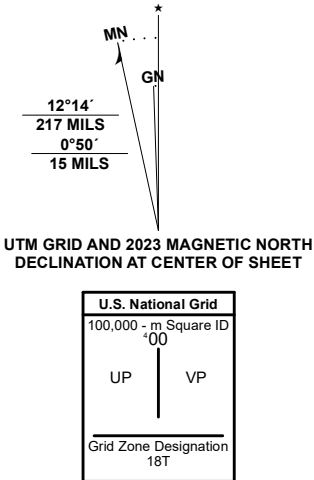 ★
MN
GN
12°14´
217 MILS
0°50´
15 MILS
UTM GRID AND 2023 MAGNETIC NORTH
DECLINATION AT CENTER OF SHEET
U.S. National Grid
100,000 - m Square ID
⁴00
UP VP
Grid Zone Designation
18T